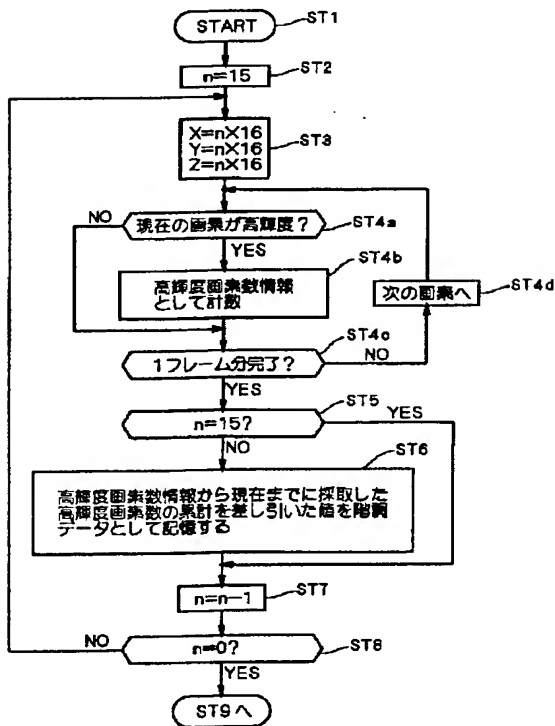 START
ST1
n=15
ST2
X=n×16
Y=n×16
Z=n×16
ST3
NO
現在の画素が高輝度?
ST4a
YES
ST4b
高輝度画素数情報
として計数
次の画素へ
ST4d
ST4c
1フレーム分完了?
NO
YES
ST5
n=15?
YES
NO
ST6
高輝度画素数情報から現在までに採取した
高輝度画素数の累計を差し引いた値を階調
データとして記憶する
n=n-1
ST7
NO
n=0?
ST8
YES
ST9へ